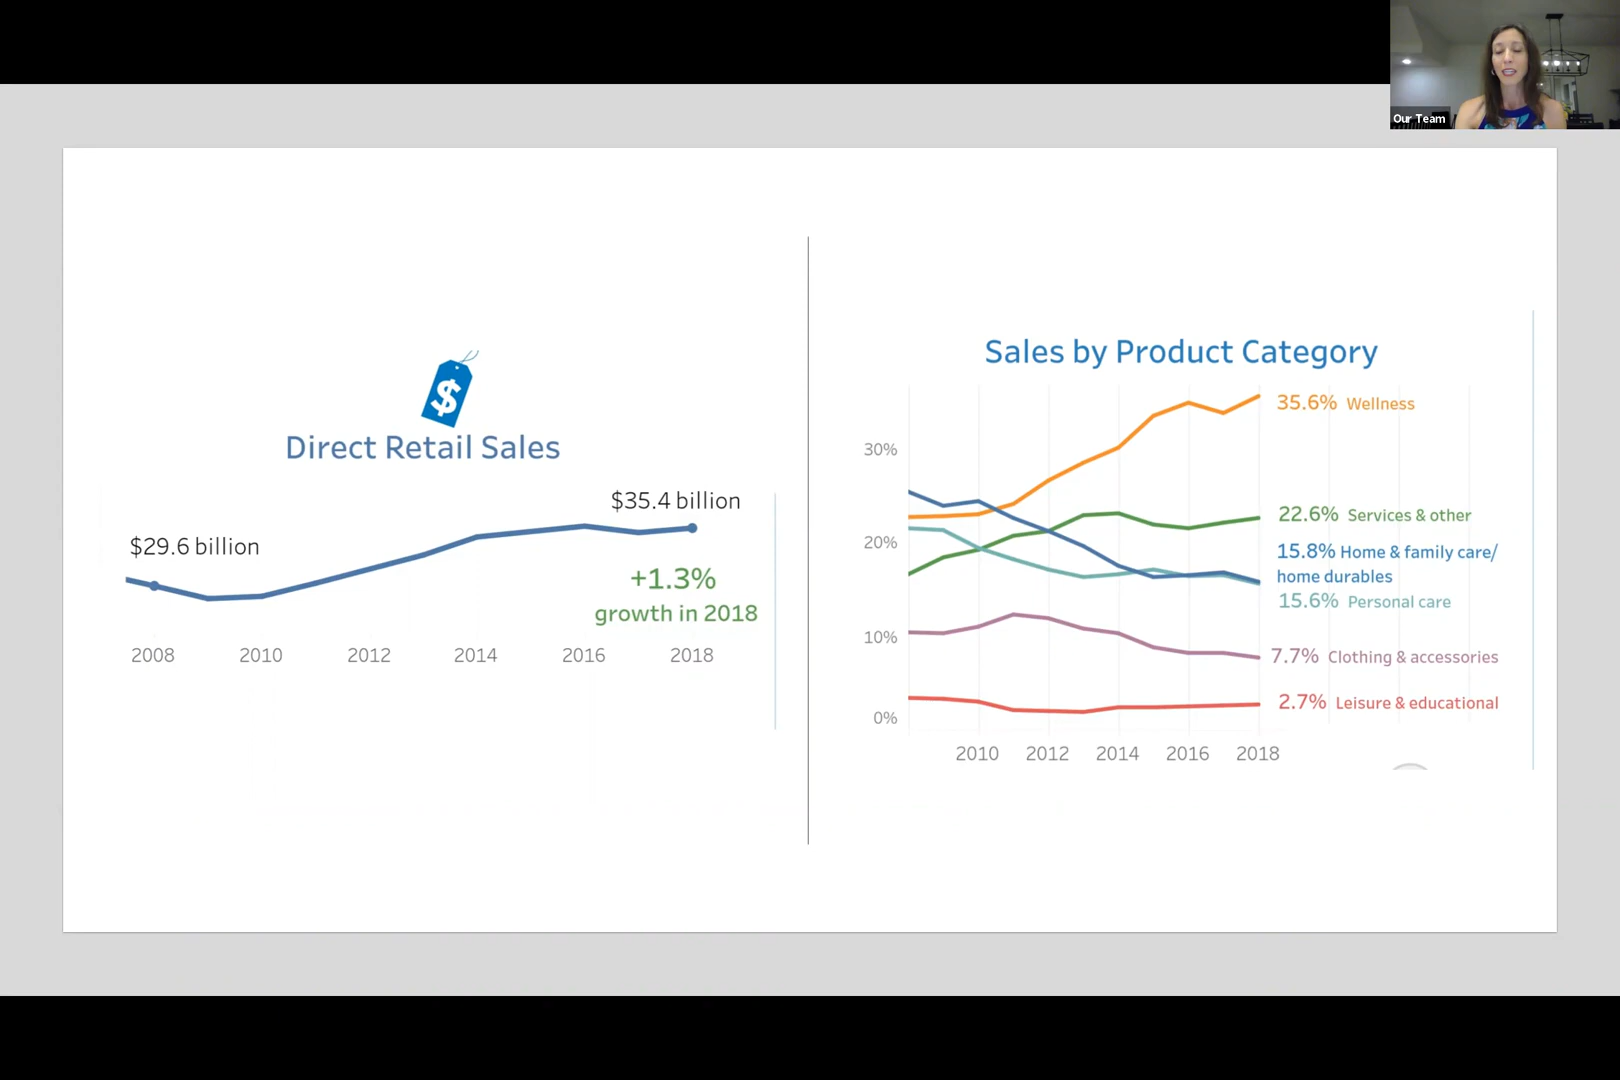 Our Team
$
Direct Retail Sales
$29.6 billion
$35.4 billion
+1.3%
growth in 2018
2008 2010 2012 2014 2016 2018
Sales by Product Category
30%
20%
10%
0%
35.6% Wellness
22.6% Services & other
15.8% Home & family care/
home durables
15.6% Personal care
7.7% Clothing & accessories
2.7% Leisure & educational
2010 2012 2014 2016 2018